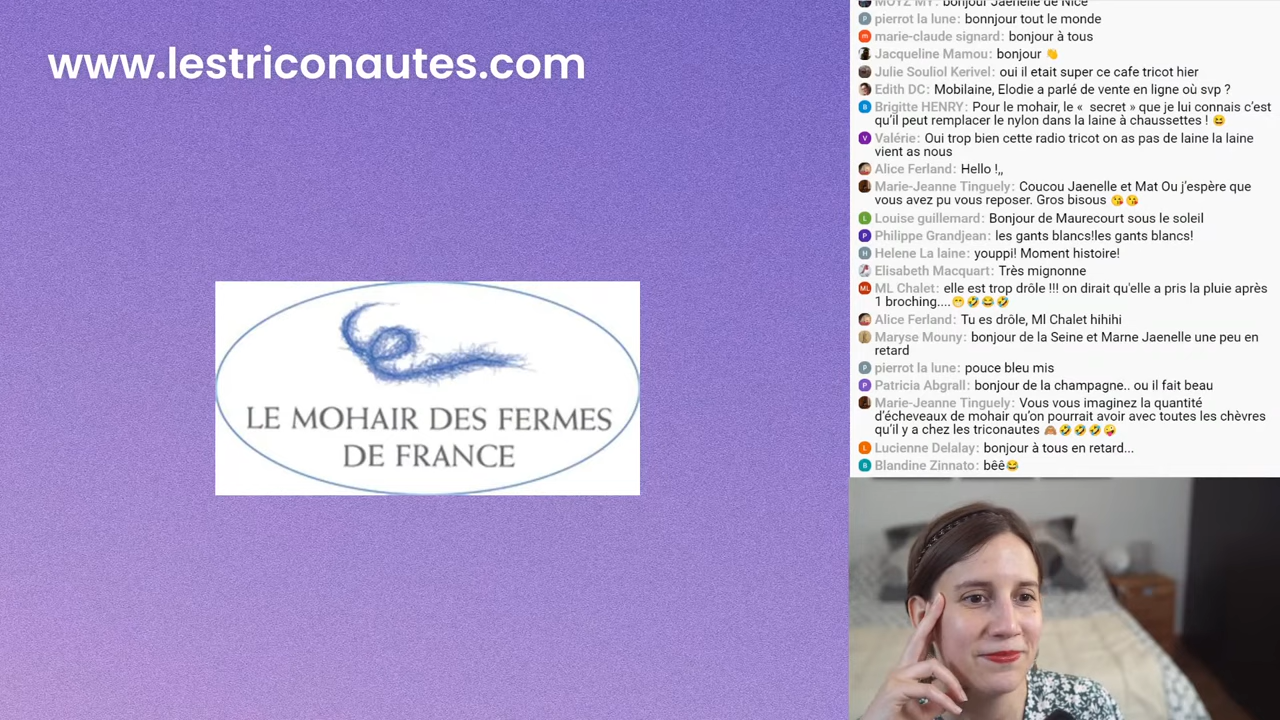 www.lestriconautes.com
LE MOHAIR DES FERMES
DE FRANCE
MOYZ MY: bonjour Jaenelle de Nice
pierrot la lune: bonnjour tout le monde
marie-claude signard: bonjour à tous
Jacqueline Mamou: bonjour 👋
Julie Souliol Kerivel: oui il etait super ce cafe tricot hier
Edith DC: Mobilaine, Elodie a parlé de vente en ligne où svp ?
Brigitte HENRY: Pour le mohair, le « secret » que je lui connais c'est
qu'il peut remplacer le nylon dans la laine à chaussettes ! 😆
Valérie: Oui trop bien cette radio tricot on as pas de laine la laine
vient as nous
Alice Ferland: Hello !,,
Marie-Jeanne Tinguely: Coucou Jaenelle et Mat Ou j'espère que
vous avez pu vous reposer. Gros bisous 😘😘
Louise guillemard: Bonjour de Maurecourt sous le soleil
Philippe Grandjean: les gants blancs!les gants blancs!
Helene La laine: youppi! Moment histoire!
Elisabeth Macquart: Très mignonne
ML Chalet: elle est trop drôle !!! on dirait qu'elle a pris la pluie après
1 broching....😁🤣😂🤣
Alice Ferland: Tu es drôle, Ml Chalet hihihi
Maryse Mouny: bonjour de la Seine et Marne Jaenelle une peu en
retard
pierrot la lune: pouce bleu mis
Patricia Abgrall: bonjour de la champagne.. ou il fait beau
Marie-Jeanne Tinguely: Vous vous imaginez la quantité
d'écheveaux de mohair qu'on pourrait avoir avec toutes les chèvres
qu'il y a chez les triconautes 🙈🤣🤣🤣🤪
Lucienne Delalay: bonjour à tous en retard...
Blandine Zinnato: bêê😂